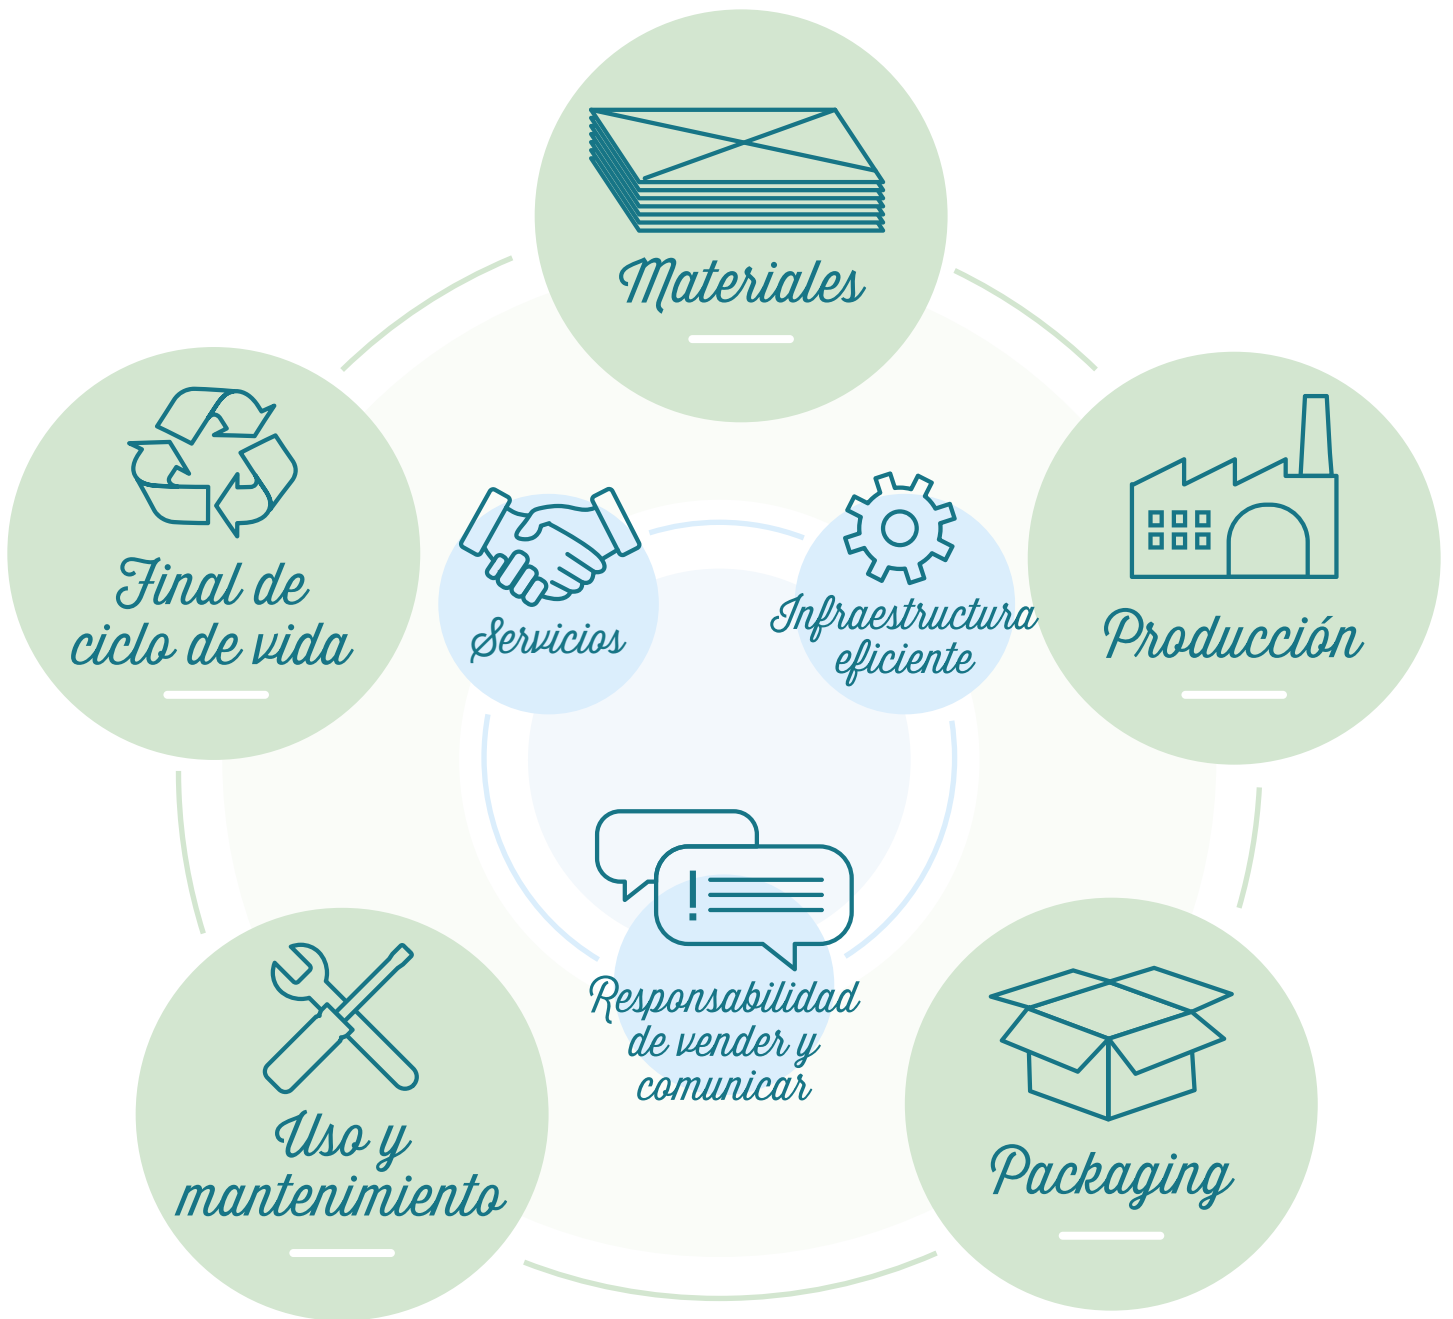 Materiales
Final de
ciclo de vida
Servicios
Infraestructura
eficiente
Producción
!
Responsabilidad
de vender y
comunicar
Uso y
mantenimiento
Packaging